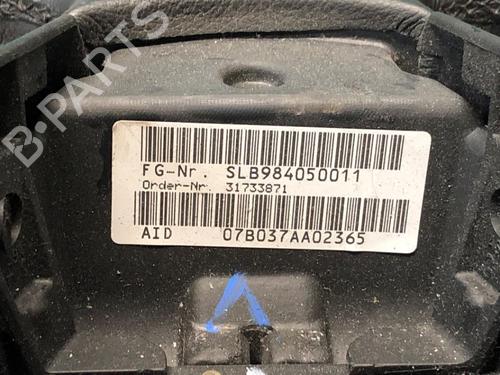 FG-Nr. SLB984050011
Order-Nr. 31733871
AID 07B037AA02365
B-PARTS